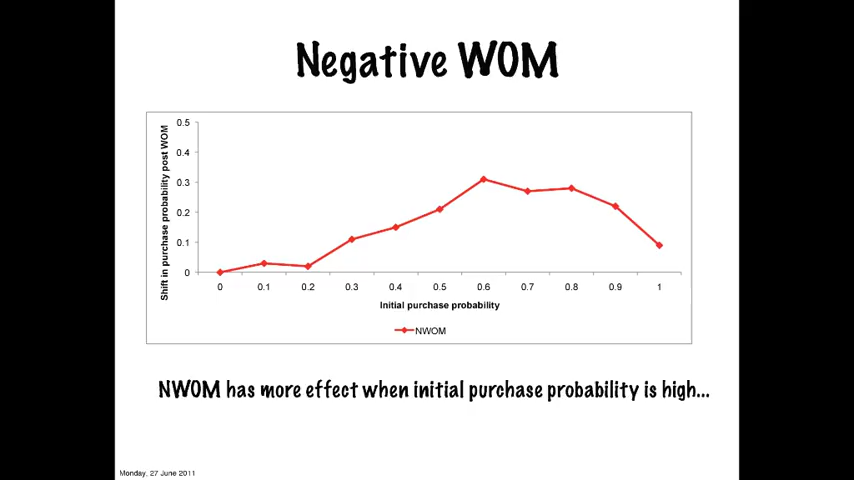 Negative WOM
Shift in purchase probability post WOM
0.5
0.4
0.3
0.2
0.1
0
0 0.1 0.2 0.3 0.4 0.5 0.6 0.7 0.8 0.9 1
Initial purchase probability
NWOM
NWOM has more effect when initial purchase probability is high...
Monday, 27 June 2011